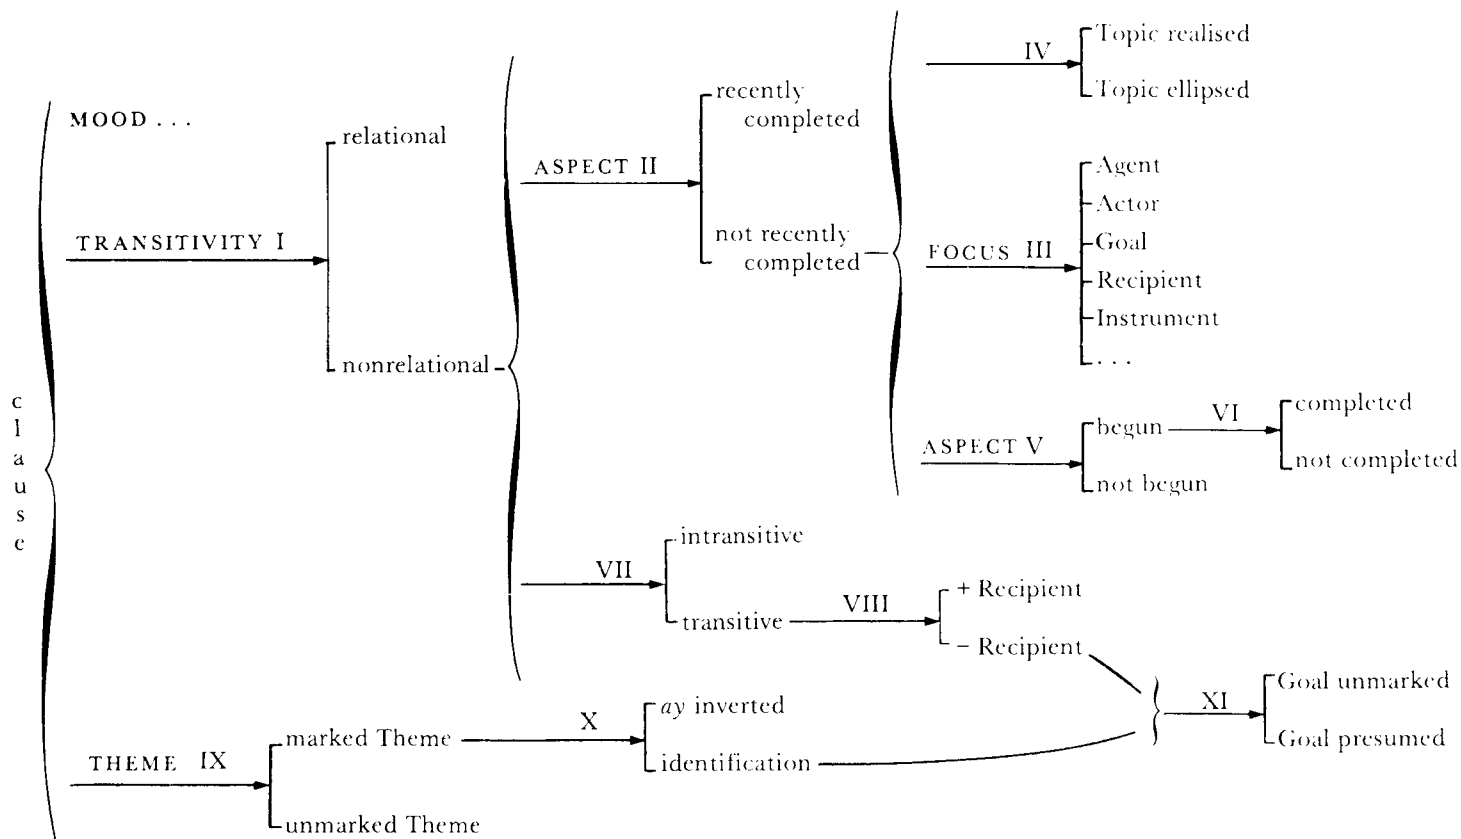 clause
MOOD . . .
TRANSITIVITY I
relational
nonrelational
ASPECT II
recently
completed
not recently
completed
IV
Topic realised
Topic ellipsed
FOCUS III
Agent
Actor
Goal
Recipient
Instrument
. . .
ASPECT V
begun
not begun
VI
completed
not completed
VII
intransitive
transitive
VIII
+ Recipient
− Recipient
THEME IX
marked Theme
unmarked Theme
X
ay inverted
identification
XI
Goal unmarked
Goal presumed